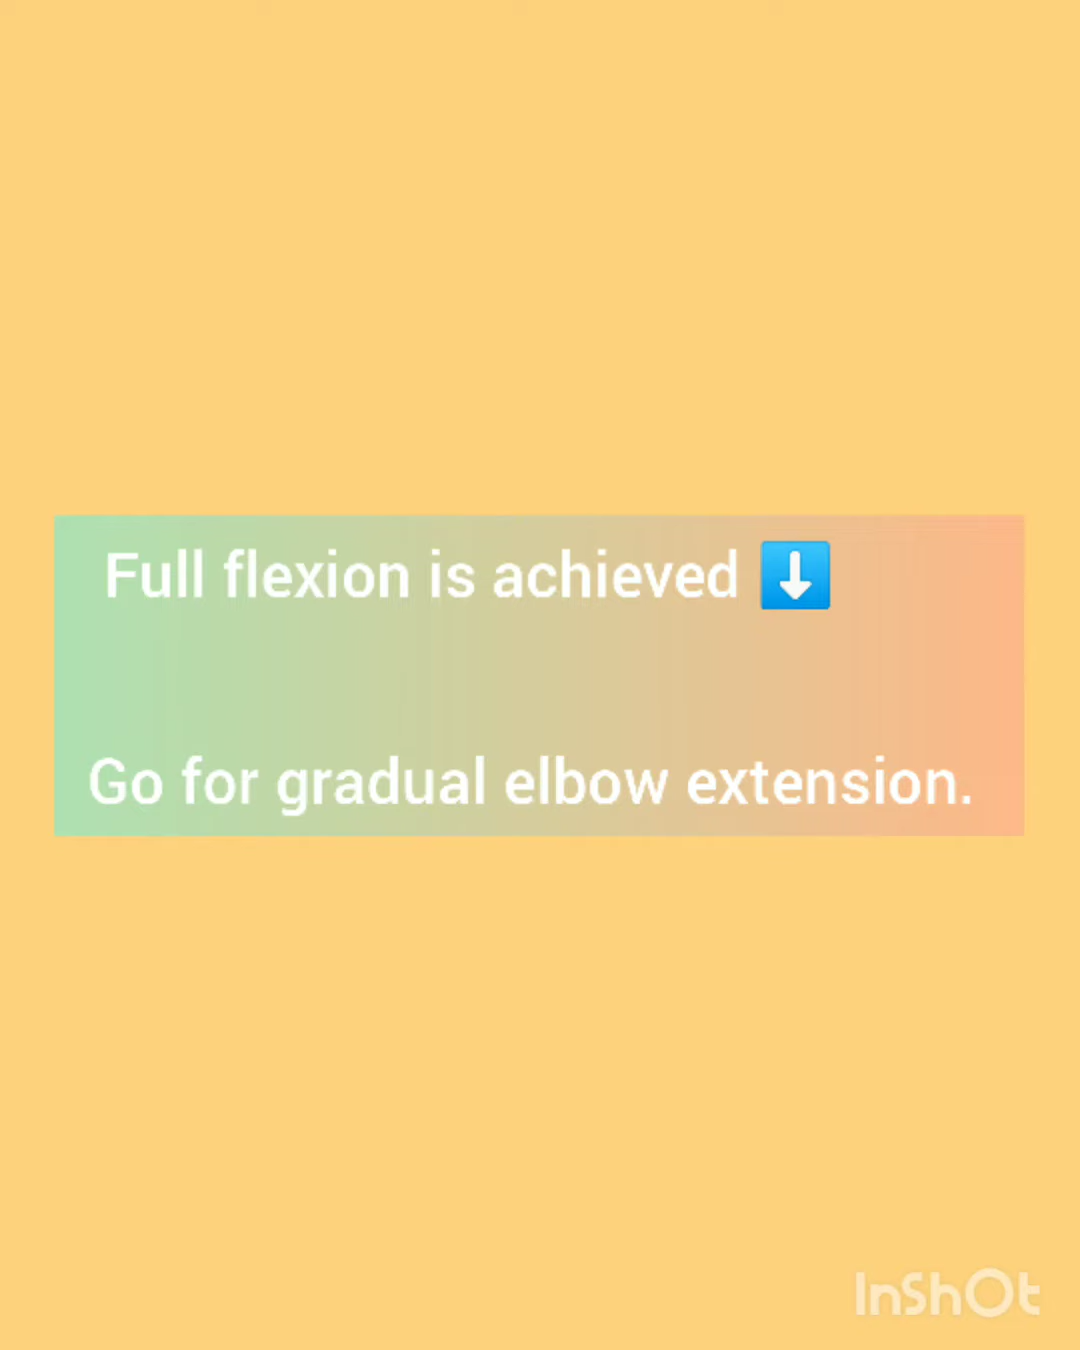 Full flexion is achieved ⬇️
Go for gradual elbow extension.
InShOt